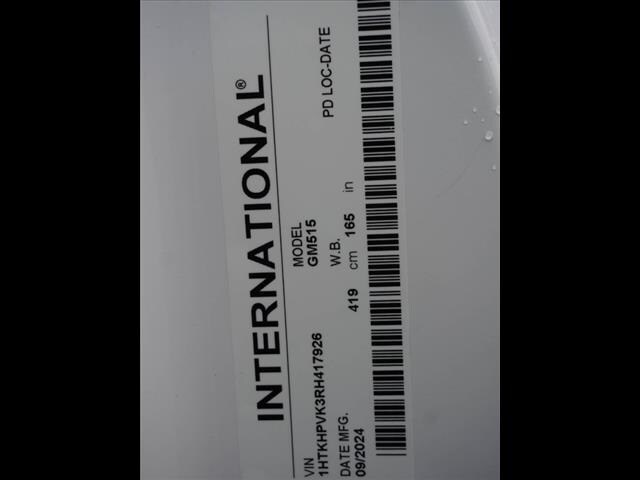 INTERNATIONAL®
VIN MODEL
1HTKHPVK3RH417926 GM515
DATE MFG. W.B. PD LOC-DATE
09/2024 419 cm 165 in